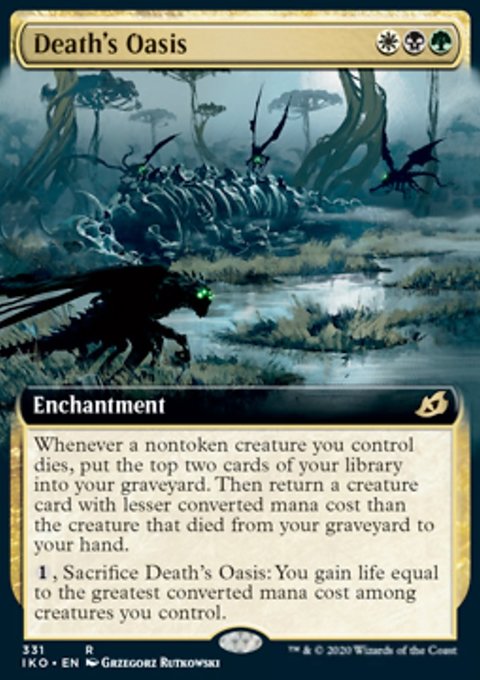 Death's Oasis
Enchantment
Whenever a nontoken creature you control
dies, put the top two cards of your library
into your graveyard. Then return a creature
card with lesser converted mana cost than
the creature that died from your graveyard to
your hand.
1, Sacrifice Death's Oasis: You gain life equal
to the greatest converted mana cost among
creatures you control.
331 R
IKO • EN Grzegorz Rutkowski
™ & © 2020 Wizards of the Coast